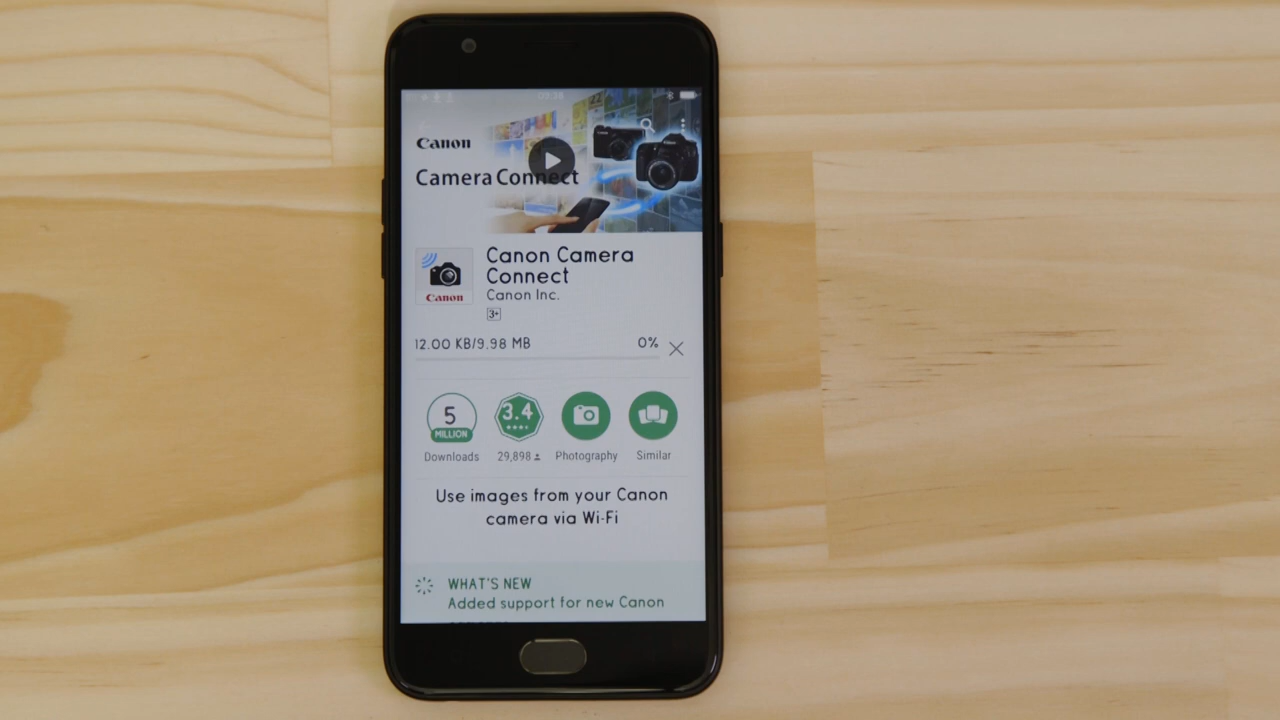 Canon
Camera Connect
Canon Camera
Connect
Canon Inc.
3+
Canon
12.00 KB/9.98 MB 0%
5
MILLION
3.4
Downloads 29,898 Photography Similar
Use images from your Canon
camera via Wi-Fi
WHAT'S NEW
Added support for new Canon